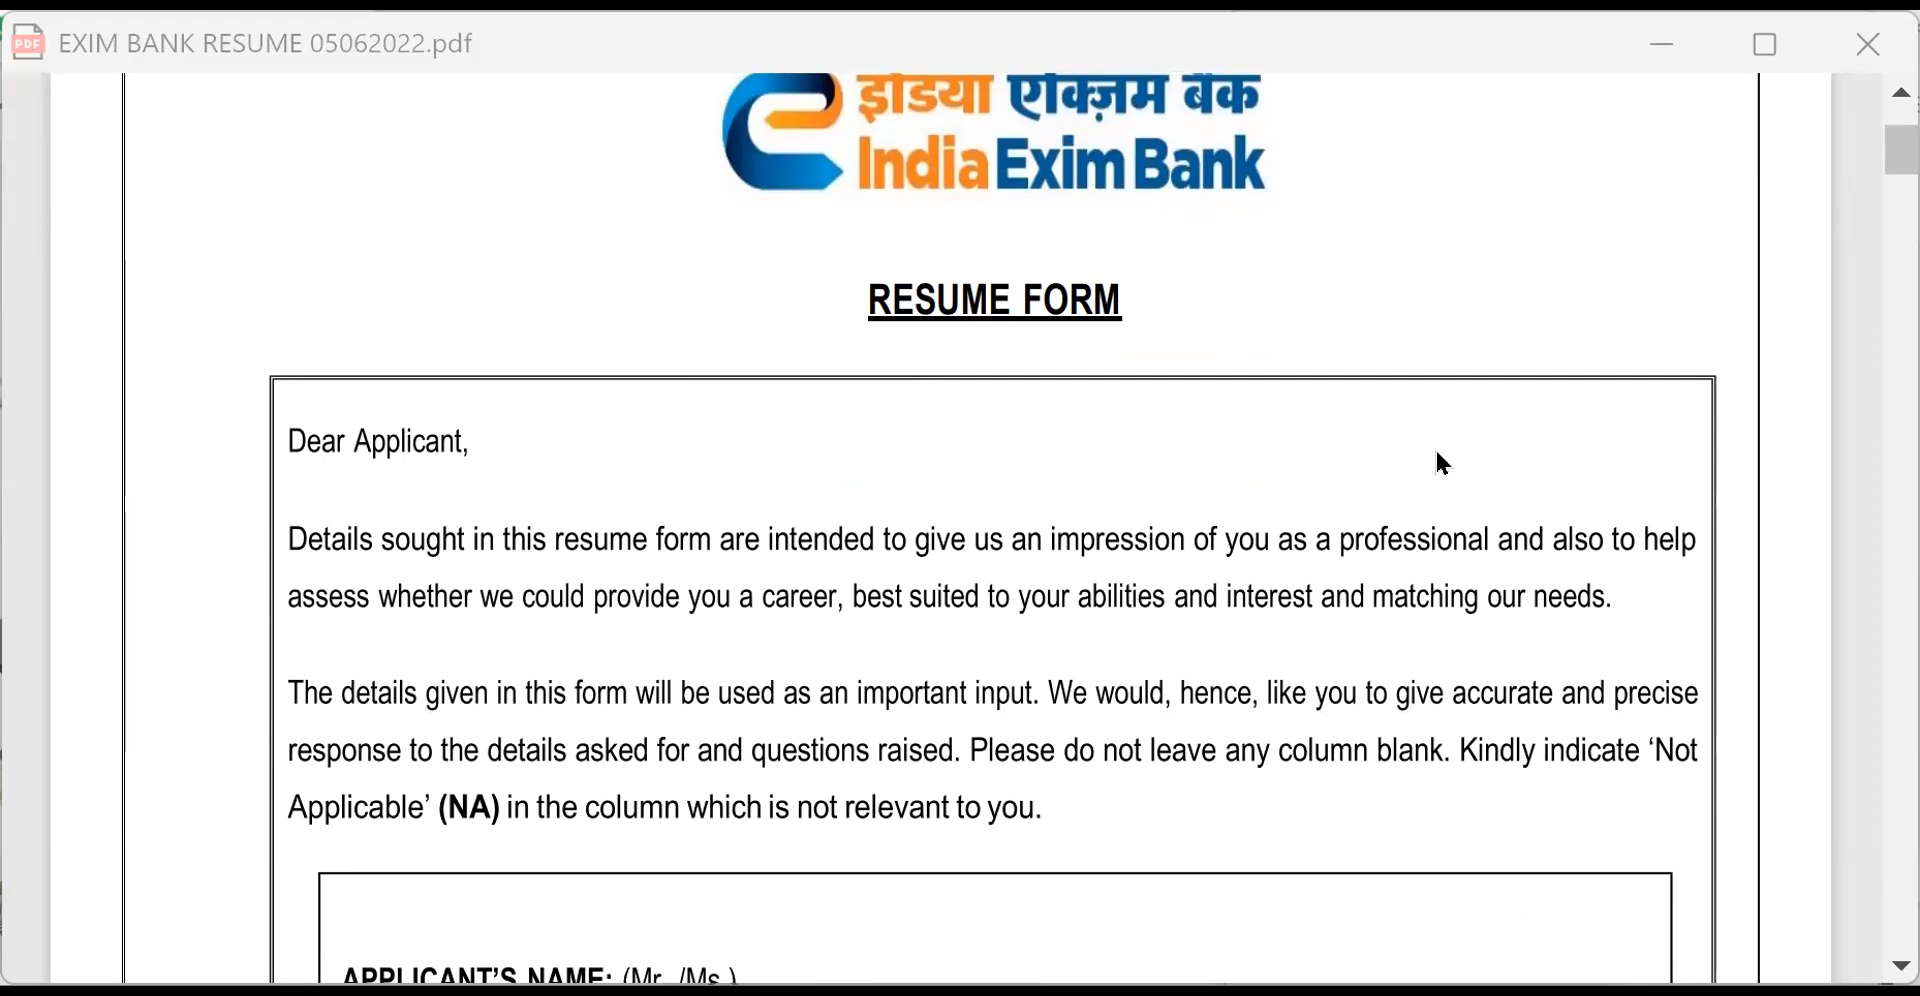 PDF
EXIM BANK RESUME 05062022.pdf
इंडिया एक्ज़िम बैंक
India Exim Bank
RESUME FORM
Dear Applicant,
Details sought in this resume form are intended to give us an impression of you as a professional and also to help
assess whether we could provide you a career, best suited to your abilities and interest and matching our needs.
The details given in this form will be used as an important input. We would, hence, like you to give accurate and precise
response to the details asked for and questions raised. Please do not leave any column blank. Kindly indicate ‘Not
Applicable’ (NA) in the column which is not relevant to you.
APPLICANT’S NAME: (Mr. /Ms.)